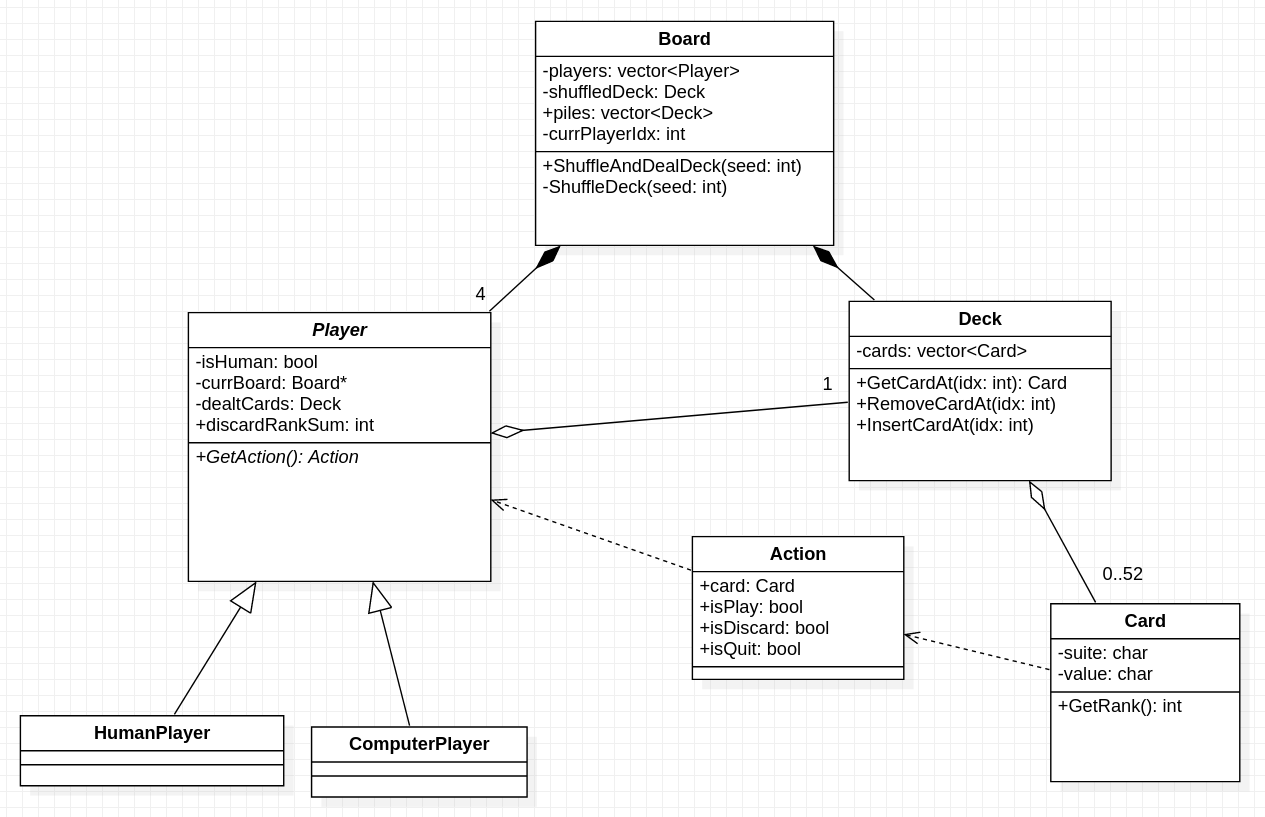 Board
-players: vector<Player>
-shuffledDeck: Deck
+piles: vector<Deck>
-currPlayerIdx: int
+ShuffleAndDealDeck(seed: int)
-ShuffleDeck(seed: int)
4
Player
-isHuman: bool
-currBoard: Board*
-dealtCards: Deck
+discardRankSum: int
+GetAction(): Action
1
Deck
-cards: vector<Card>
+GetCardAt(idx: int): Card
+RemoveCardAt(idx: int)
+InsertCardAt(idx: int)
Action
+card: Card
+isPlay: bool
+isDiscard: bool
+isQuit: bool
0..52
Card
-suite: char
-value: char
+GetRank(): int
HumanPlayer
ComputerPlayer